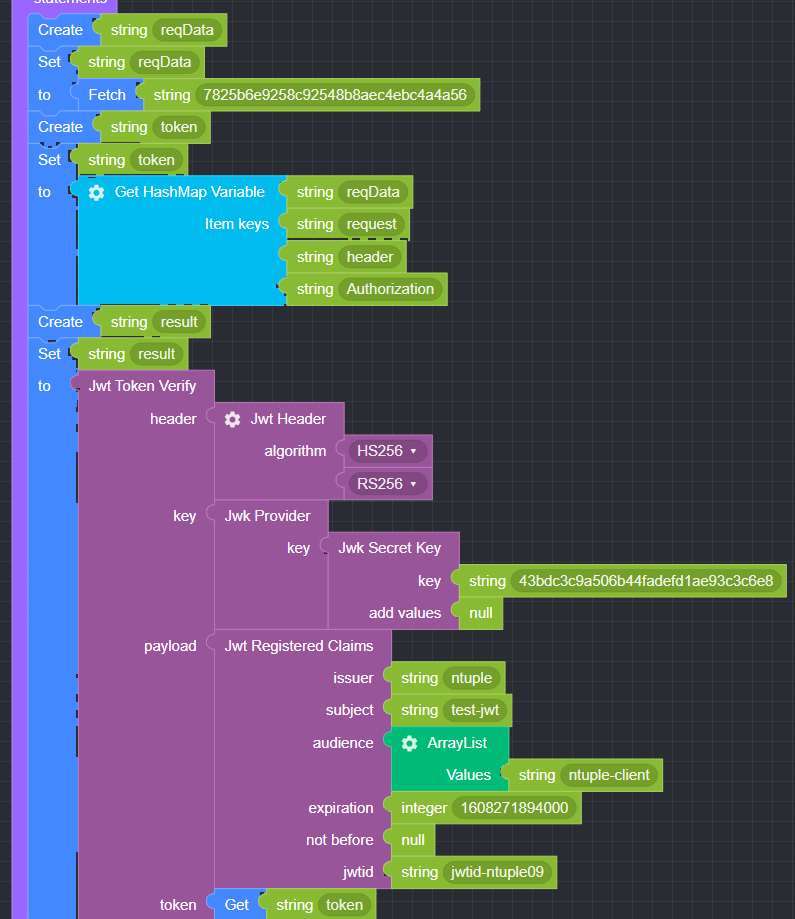 statements
Create string reqData
Set string reqData
to Fetch string 7825b6e9258c92548b8aec4ebc4a4a56
Create string token
Set string token
to Get HashMap Variable string reqData
Item keys string request
string header
string Authorization
Create string result
Set string result
to Jwt Token Verify
header Jwt Header
algorithm HS256
RS256
key Jwk Provider
key Jwk Secret Key
key string 43bdc3c9a506b44fadefd1ae93c3c6e8
add values null
payload Jwt Registered Claims
issuer string ntuple
subject string test-jwt
audience ArrayList
Values string ntuple-client
expiration integer 1608271894000
not before null
jwtid string jwtid-ntuple09
token Get string token